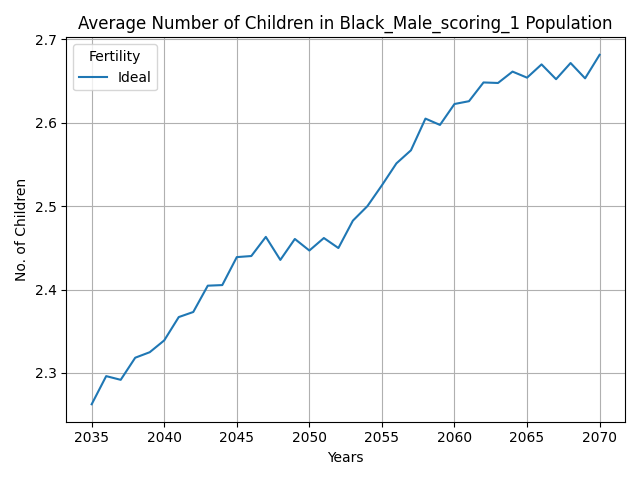 Average Number of Children in Black_Male_scoring_1 Population
Fertility
Ideal
No. of Children
2.7
2.6
2.5
2.4
2.3
2035 2040 2045 2050 2055 2060 2065 2070
Years